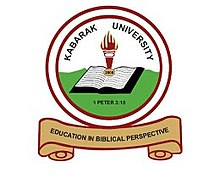 KABARAK UNIVERSITY
1 PETER 3:15
EDUCATION IN BIBLICAL PERSPECTIVE